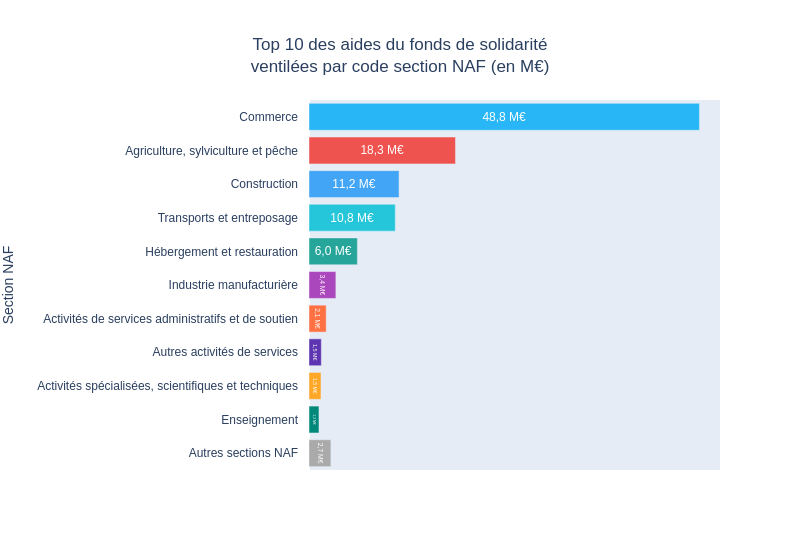 Top 10 des aides du fonds de solidarité
ventilées par code section NAF (en M€)
Section NAF
Commerce
48,8 M€
Agriculture, sylviculture et pêche
18,3 M€
Construction
11,2 M€
Transports et entreposage
10,8 M€
Hébergement et restauration
6,0 M€
Industrie manufacturière
3,4 M€
Activités de services administratifs et de soutien
2,1 M€
Autres activités de services
1,5 M€
Activités spécialisées, scientifiques et techniques
Enseignement
Autres sections NAF
2,7 M€